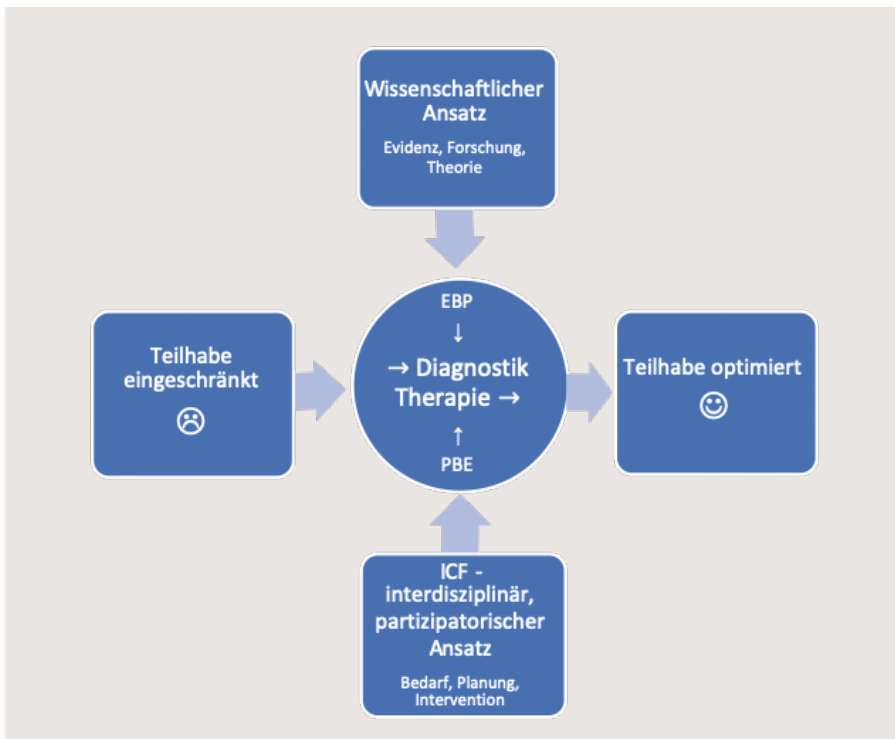 Wissenschaftlicher
Ansatz
Evidenz, Forschung,
Theorie
Teilhabe
eingeschränkt
☹
EBP
↓
→ Diagnostik
Therapie →
↑
PBE
Teilhabe optimiert
☺
ICF -
interdisziplinär,
partizipatorischer
Ansatz
Bedarf, Planung,
Intervention